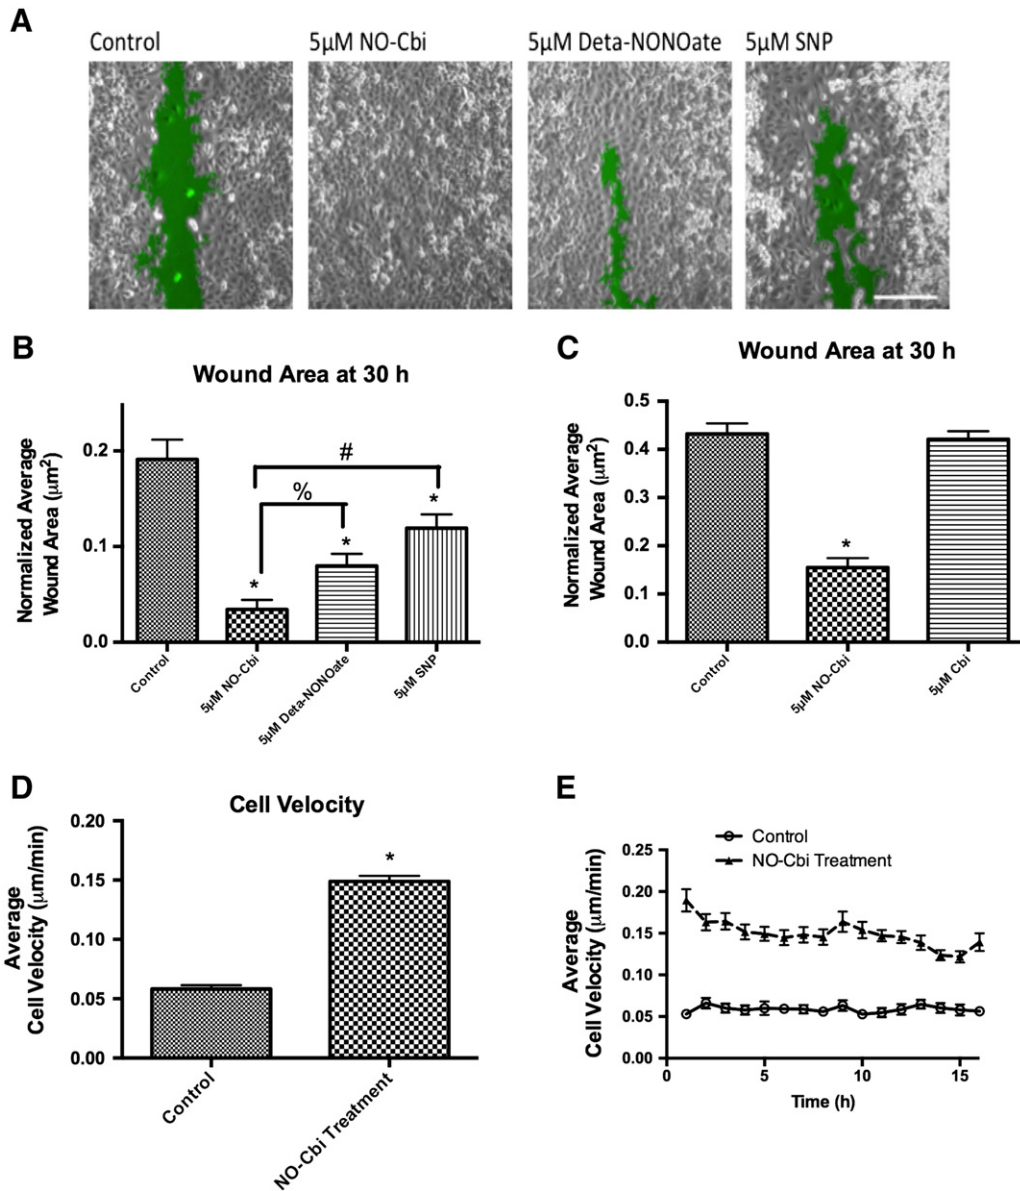 A
Control
5μM NO-Cbi
5μM Deta-NONOate
5μM SNP
B
Wound Area at 30 h
Normalized Average
Wound Area (μm²)
0.2
0.1
0.0
#
%
*
*
*
Control
5μM NO-Cbi
5μM Deta-NONOate
5μM SNP
C
Wound Area at 30 h
Normalized Average
Wound Area (μm²)
0.5
0.4
0.3
0.2
0.1
0.0
*
Control
5μM NO-Cbi
5μM Cbi
D
Cell Velocity
Average
Cell Velocity (μm/min)
0.20
0.15
0.10
0.05
0.00
*
Control
NO-Cbi Treatment
E
Control
NO-Cbi Treatment
Average
Cell Velocity (μm/min)
0.25
0.20
0.15
0.10
0.05
0.00
0
5
10
15
Time (h)